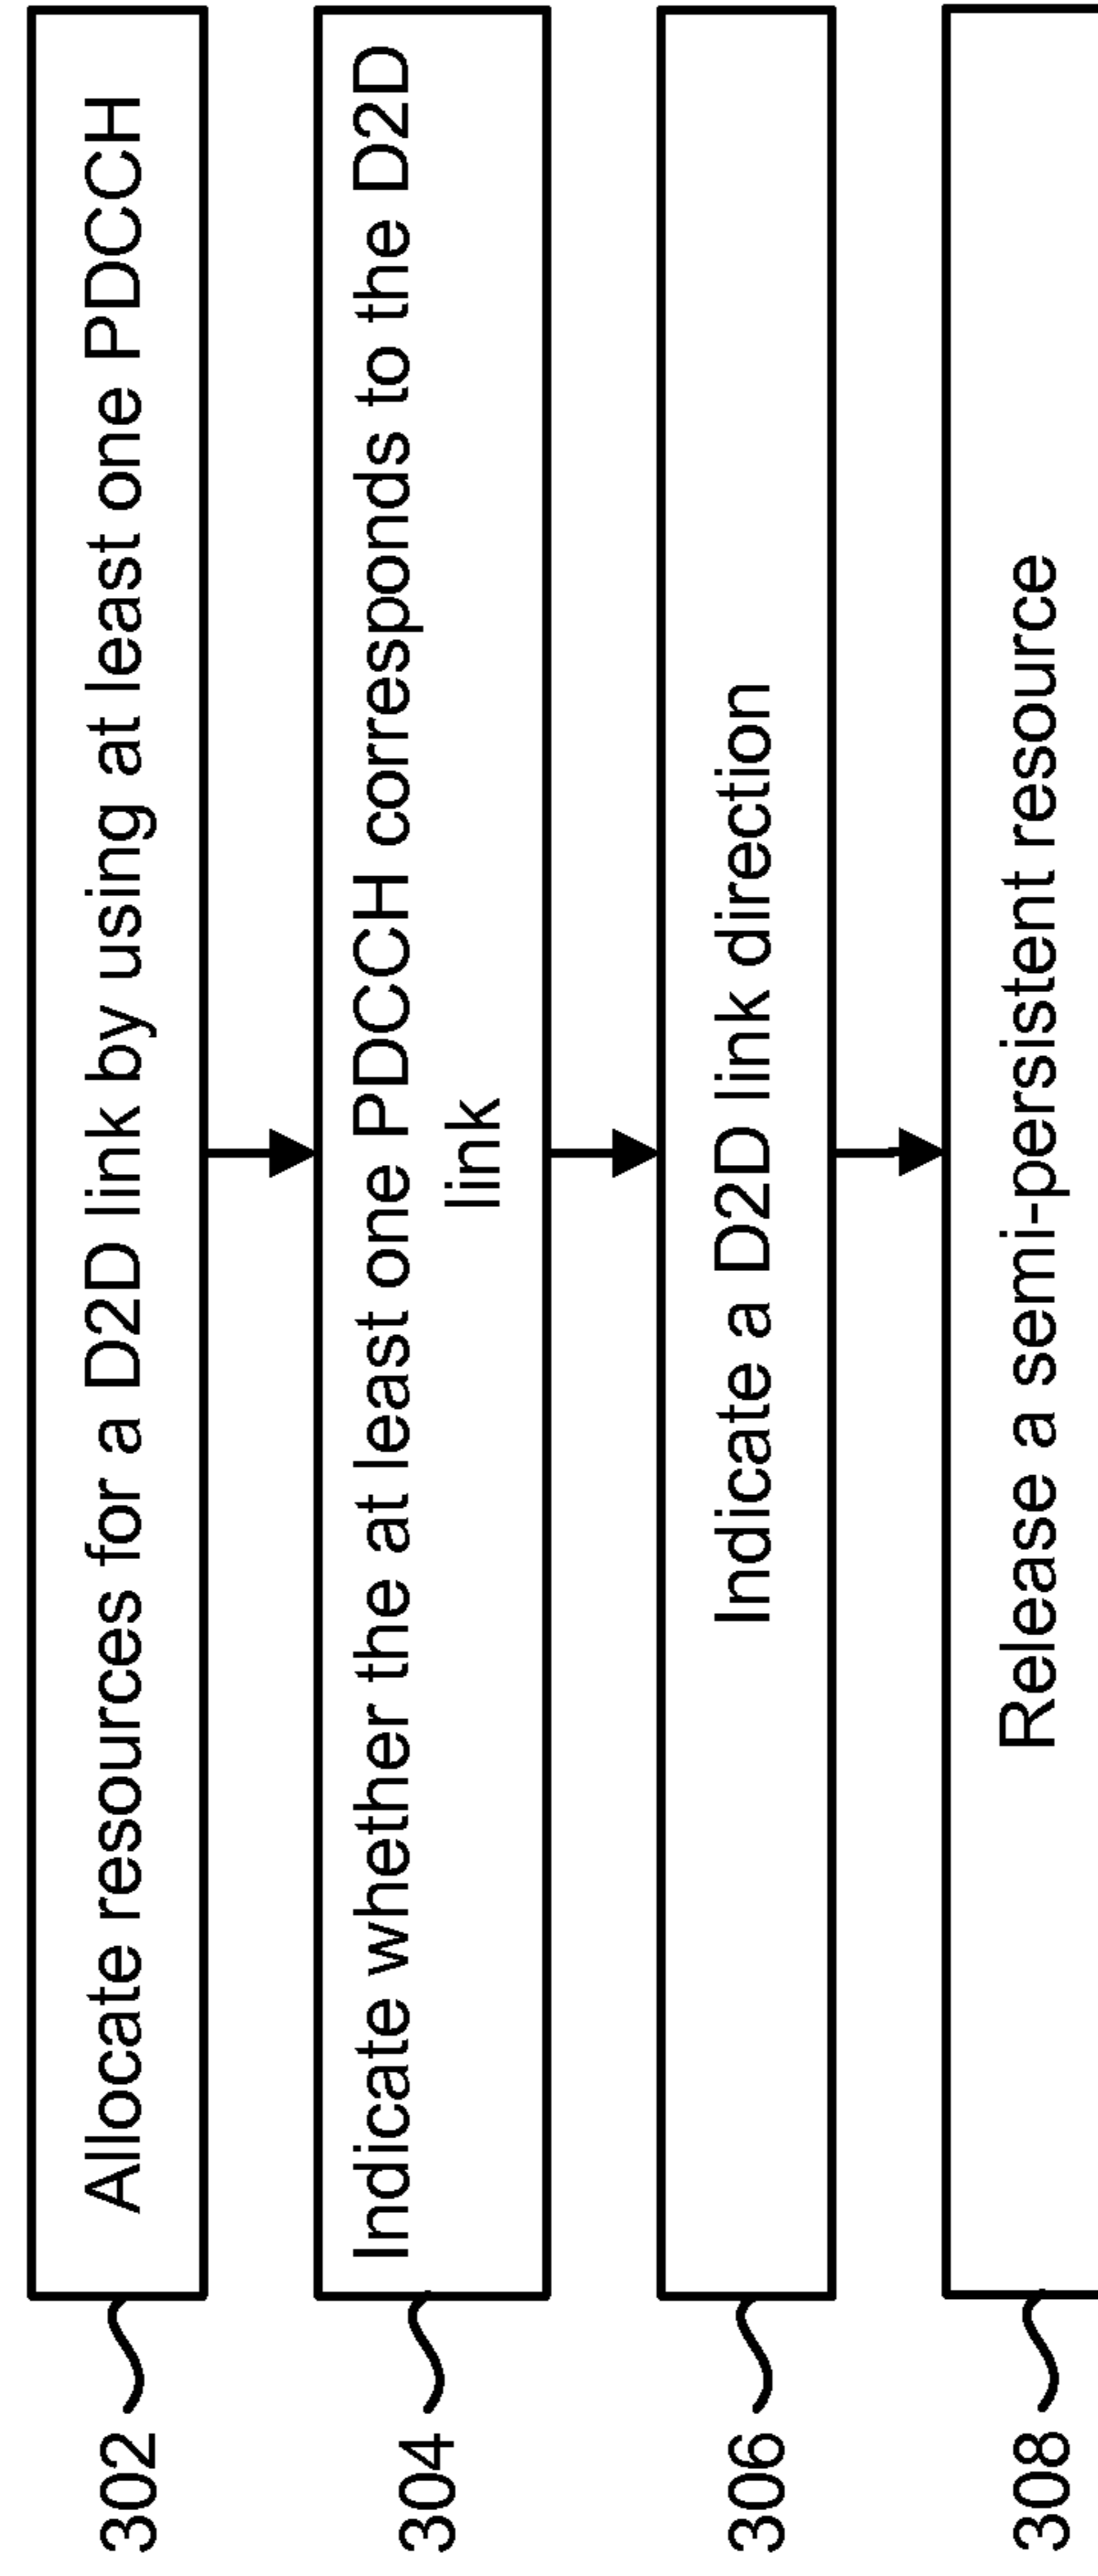 302
Allocate resources for a D2D link by using at least one PDCCH
304
Indicate whether the at least one PDCCH corresponds to the D2D
link
306
Indicate a D2D link direction
308
Release a semi-persistent resource